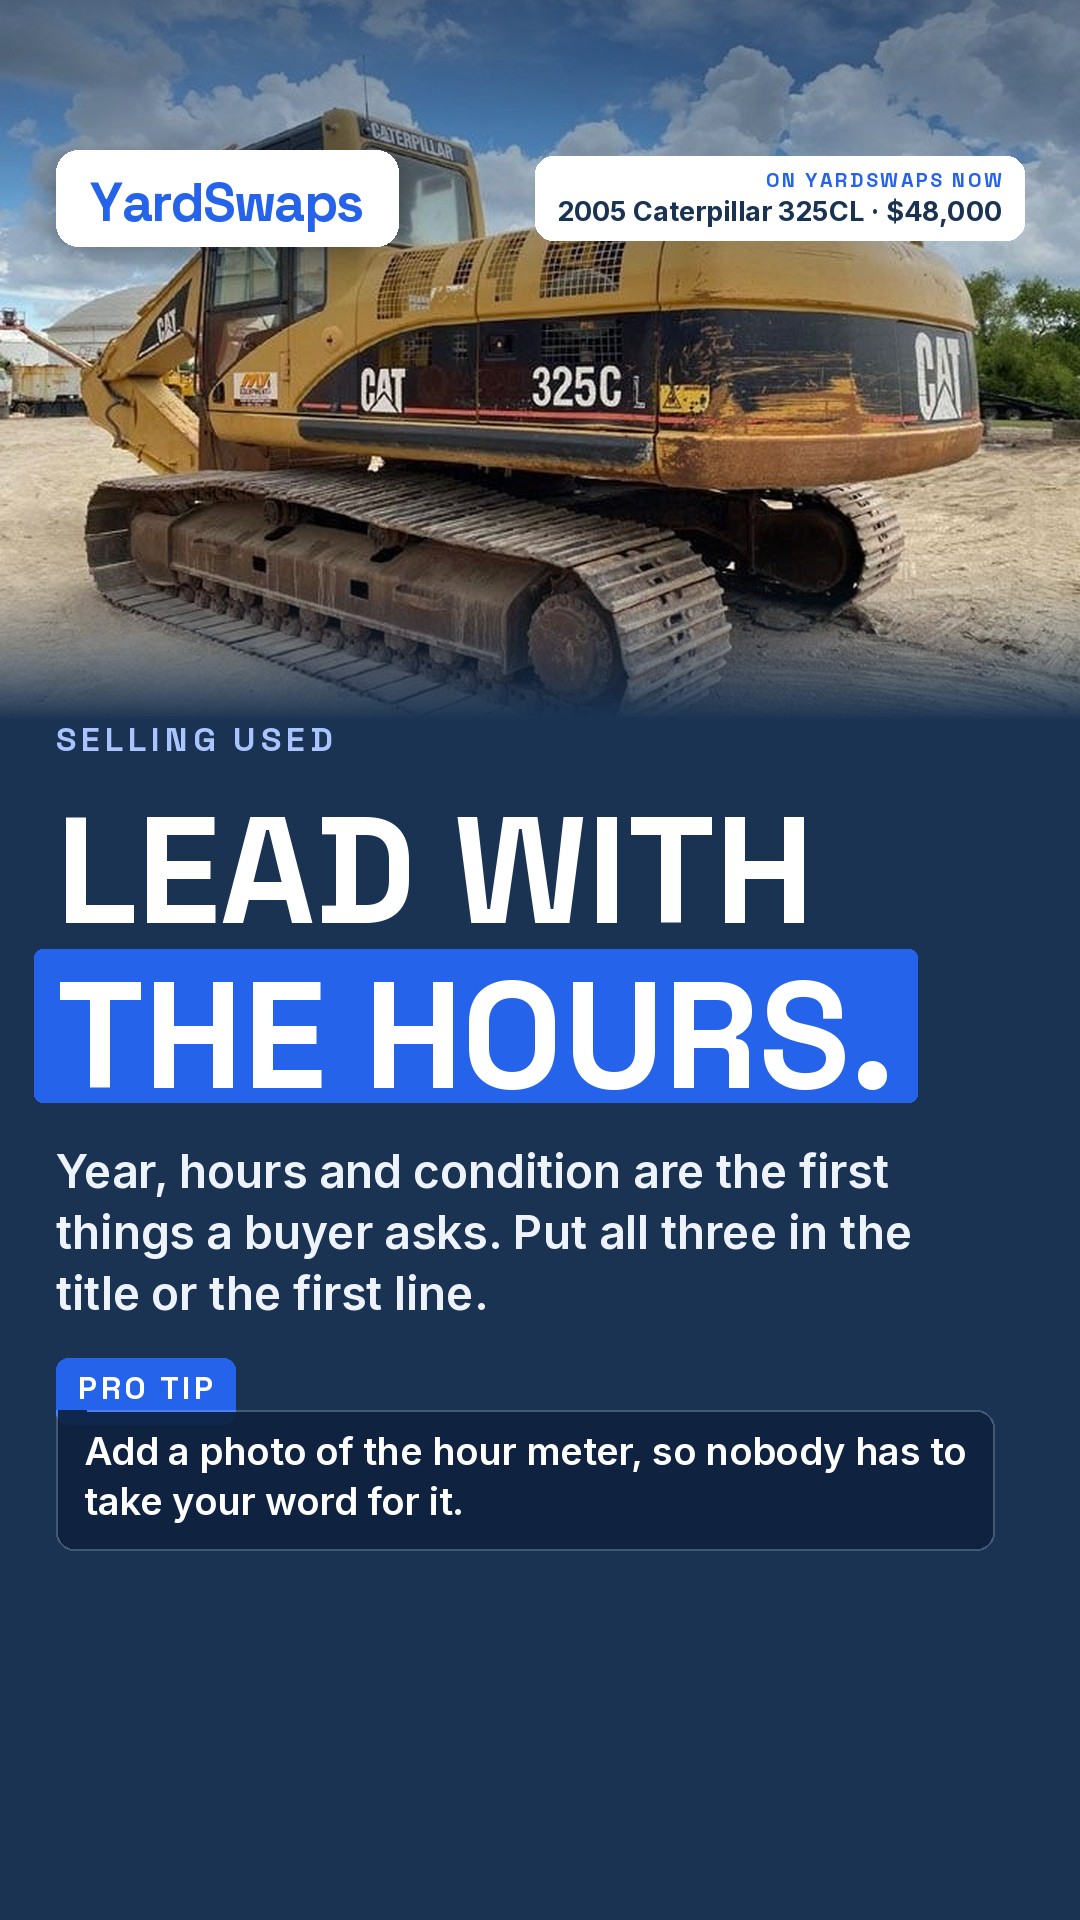 CATERPILLAR
YardSwaps
ON YARDSWAPS NOW
2005 Caterpillar 325CL · $48,000
CAT
CAT
325C L
CAT
SELLING USED
LEAD WITH
THE HOURS.
Year, hours and condition are the first
things a buyer asks. Put all three in the
title or the first line.
PRO TIP
Add a photo of the hour meter, so nobody has to
take your word for it.